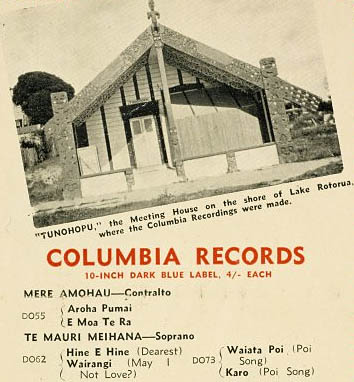 "TUNOHOPU," the Meeting House on the shore of Lake Rotorua,
where the Columbia Recordings were made.
COLUMBIA RECORDS
10-INCH DARK BLUE LABEL, 4/- EACH
MERE AMOHAU—Contralto
DO55 { Aroha Pumai
E Moa Te Ra
TE MAURI MEIHANA—Soprano
DO62 { Hine E Hine (Dearest)
Wairangi (May I
Not Love?)
DO73 { Waiata Poi (Poi
Song)
Karo (Poi Song)